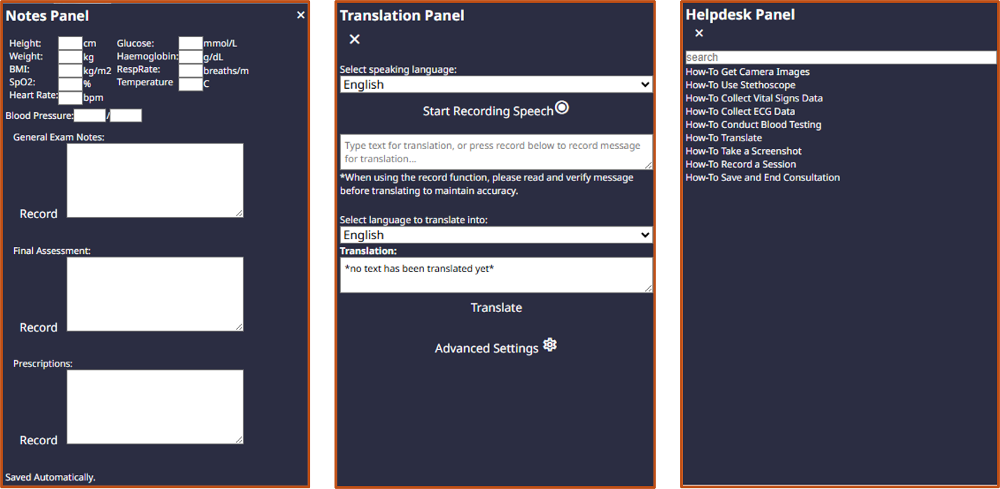 Notes Panel ×
Height: cm Glucose: mmol/L
Weight: kg Haemoglobin: g/dL
BMI: kg/m2 RespRate: breaths/m
SpO2: % Temperature C
Heart Rate: bpm
Blood Pressure: /
General Exam Notes:
Record
Final Assessment:
Record
Prescriptions:
Record
Saved Automatically.
Translation Panel
×
Select speaking language:
English
Start Recording Speech
Type text for translation, or press record below to record message
for translation...
*When using the record function, please read and verify message
before translating to maintain accuracy.
Select language to translate into:
English
Translation:
*no text has been translated yet*
Translate
Advanced Settings
Helpdesk Panel
×
search
How-To Get Camera Images
How-To Use Stethoscope
How-To Collect Vital Signs Data
How-To Collect ECG Data
How-To Conduct Blood Testing
How-To Translate
How-To Take a Screenshot
How-To Record a Session
How-To Save and End Consultation